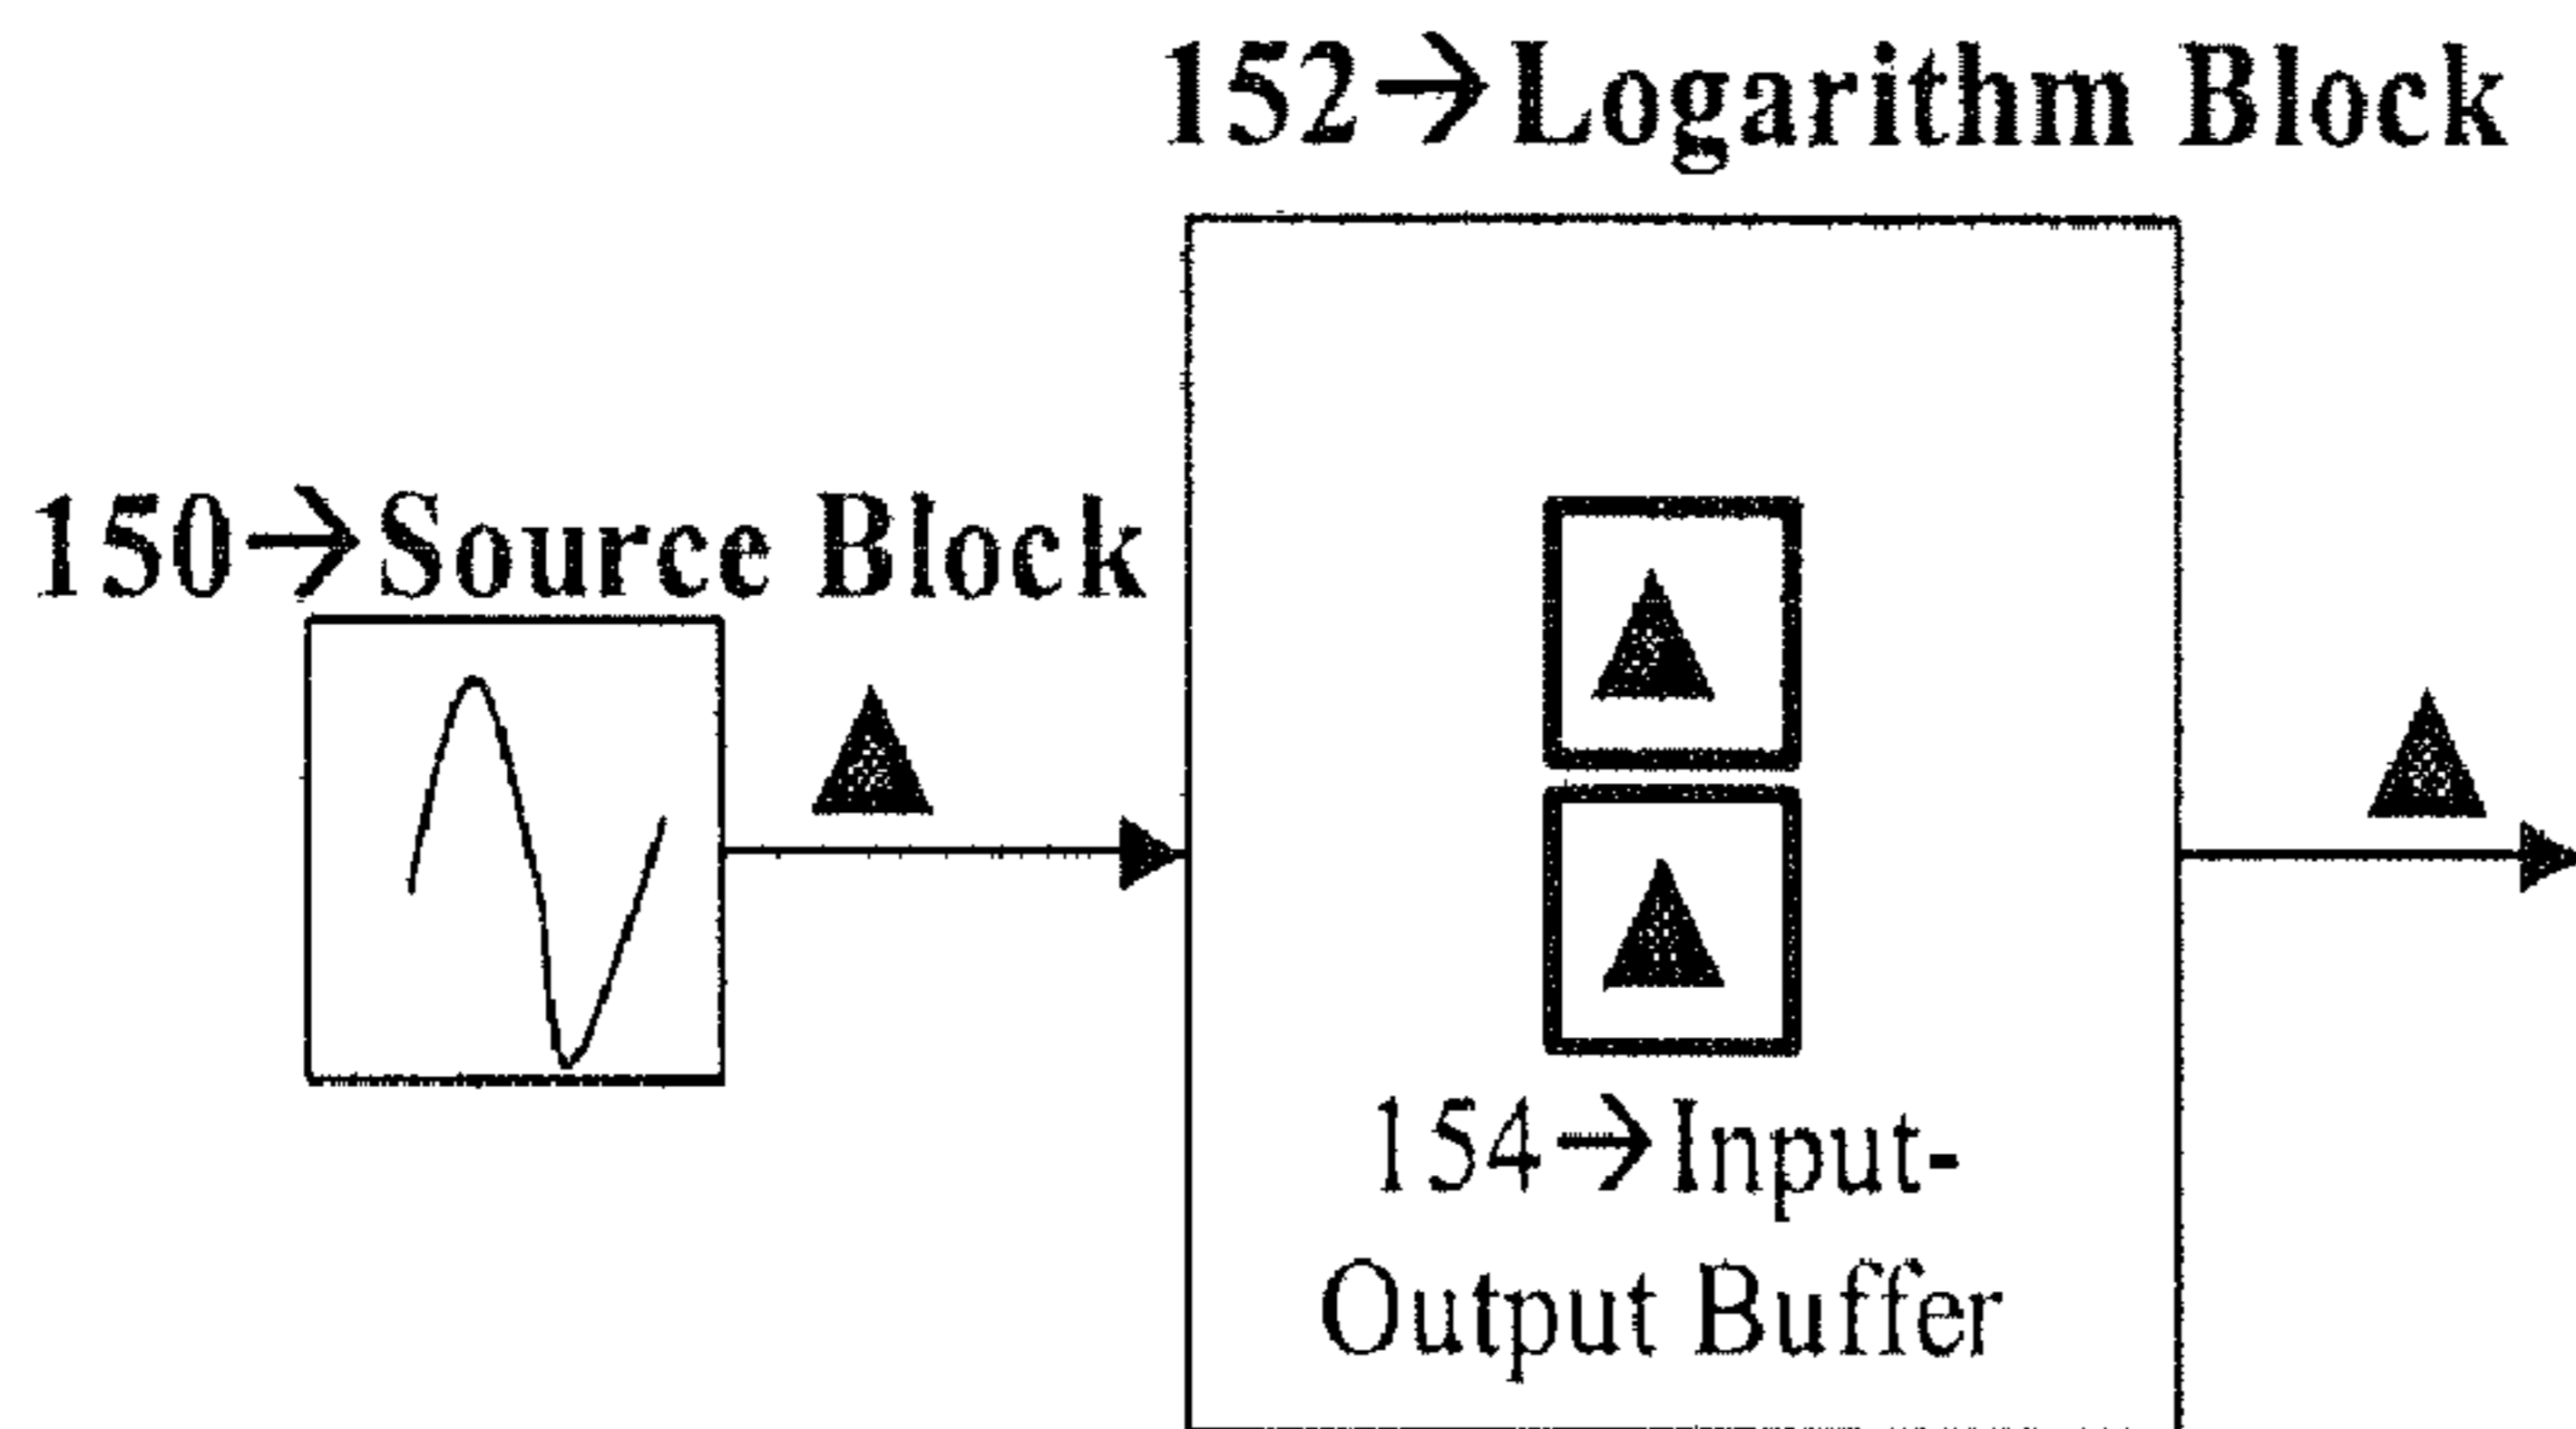 152→Logarithm Block
150→Source Block
154→Input-
Output Buffer